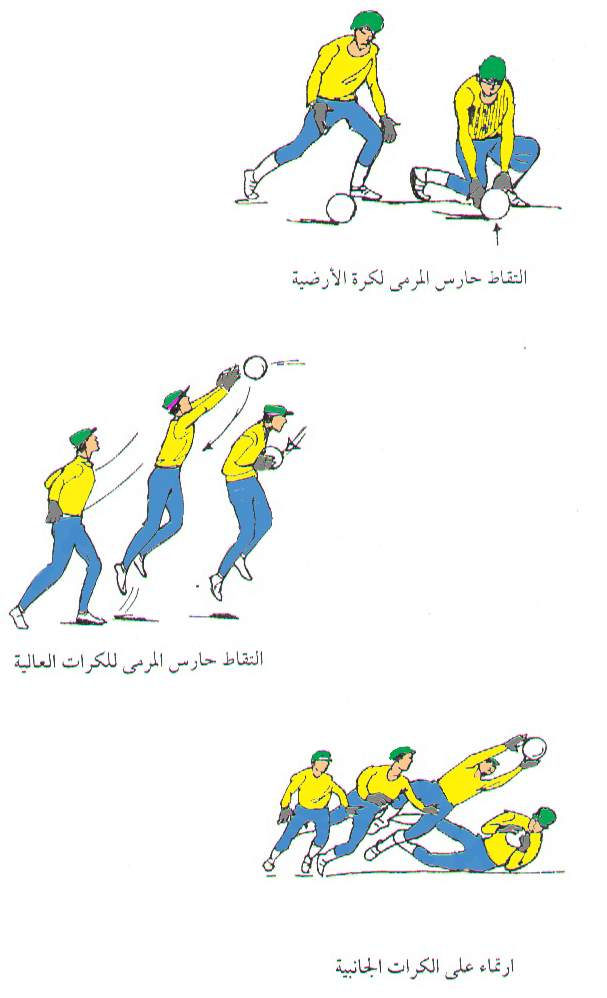 التقاط حارس المرمى لكرة الأرضية
التقاط حارس المرمى للكرات العالية
ارتماء على الكرات الجانبية